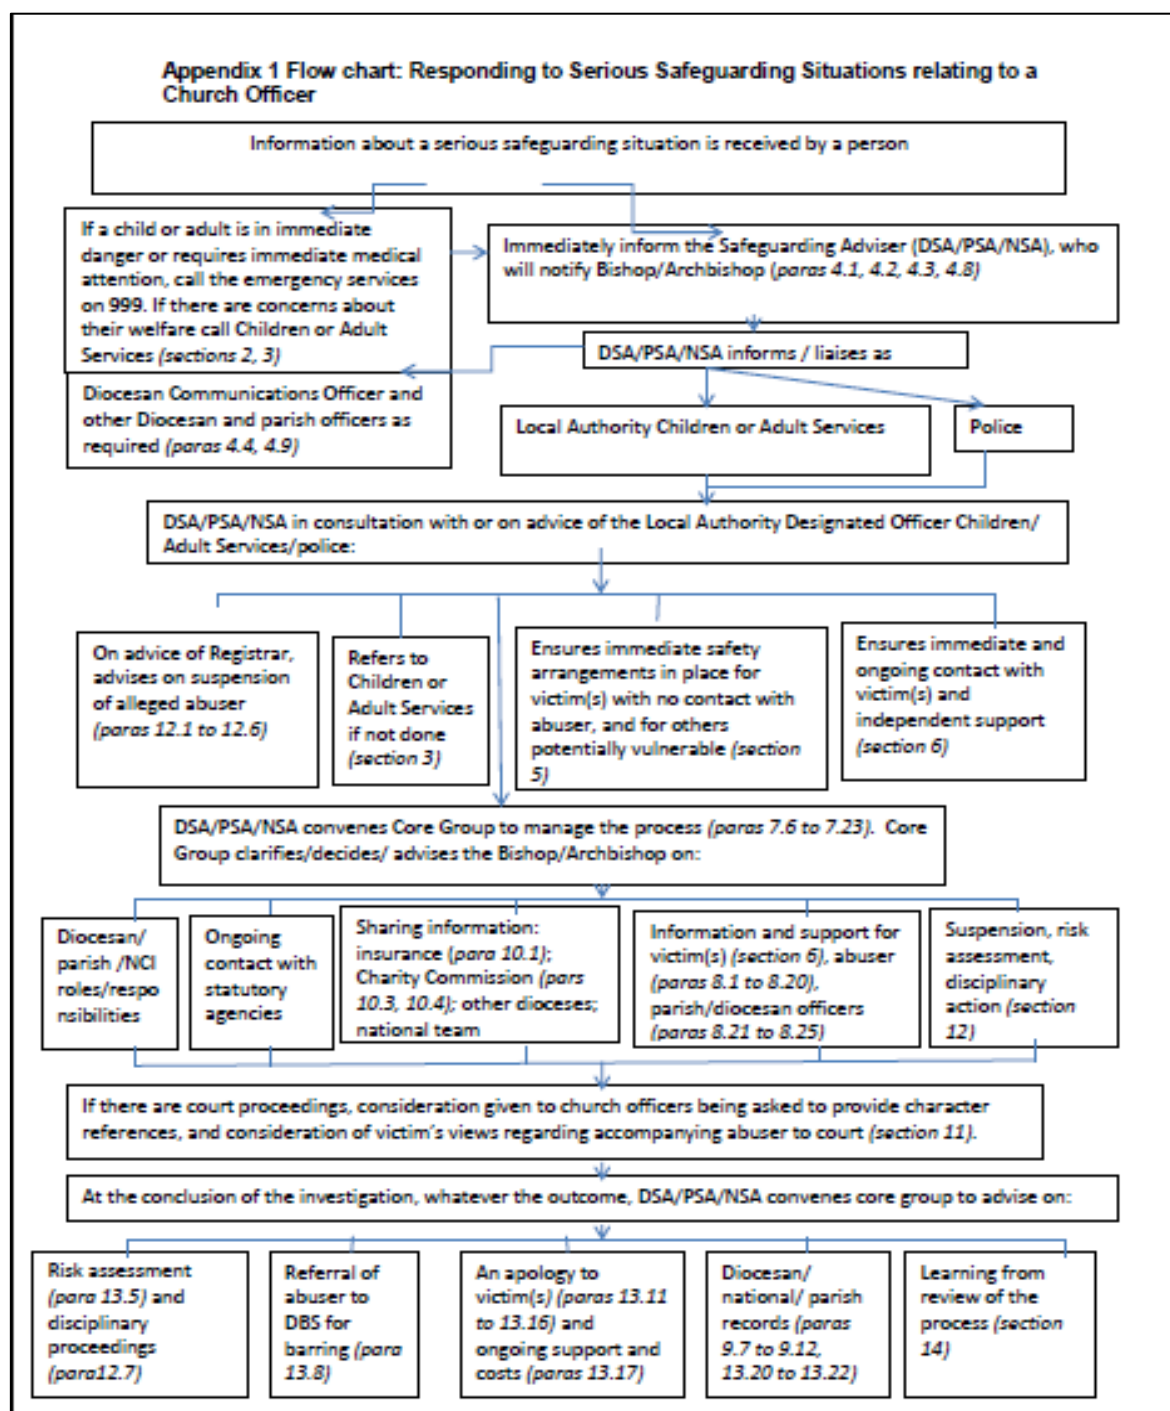 Appendix 1 Flow chart: Responding to Serious Safeguarding Situations relating to a
Church Officer
Information about a serious safeguarding situation is received by a person
If a child or adult is in immediate
danger or requires immediate medical
attention, call the emergency services
on 999. If there are concerns about
their welfare call Children or Adult
Services (sections 2, 3)
Immediately inform the Safeguarding Adviser (DSA/PSA/NSA), who
will notify Bishop/Archbishop (paras 4.1, 4.2, 4.3, 4.8)
DSA/PSA/NSA informs / liaises as
Diocesan Communications Officer and
other Diocesan and parish officers as
required (paras 4.4, 4.9)
Local Authority Children or Adult Services
Police
DSA/PSA/NSA in consultation with or on advice of the Local Authority Designated Officer Children/
Adult Services/police:
On advice of Registrar,
advises on suspension
of alleged abuser
(paras 12.1 to 12.6)
Refers to
Children or
Adult Services
if not done
(section 3)
Ensures immediate safety
arrangements in place for
victim(s) with no contact with
abuser, and for others
potentially vulnerable (section
5)
Ensures immediate and
ongoing contact with
victim(s) and
independent support
(section 6)
DSA/PSA/NSA convenes Core Group to manage the process (paras 7.6 to 7.23). Core
Group clarifies/decides/ advises the Bishop/Archbishop on:
Diocesan/
parish /NCI
roles/respo
nsibilities
Ongoing
contact with
statutory
agencies
Sharing information:
insurance (para 10.1);
Charity Commission (pars
10.3, 10.4); other dioceses;
national team
Information and support for
victim(s) (section 6), abuser
(paras 8.1 to 8.20),
parish/diocesan officers
(paras 8.21 to 8.25)
Suspension, risk
assessment,
disciplinary
action (section
12)
If there are court proceedings, consideration given to church officers being asked to provide character
references, and consideration of victim's views regarding accompanying abuser to court (section 11).
At the conclusion of the investigation, whatever the outcome, DSA/PSA/NSA convenes core group to advise on:
Risk assessment
(para 13.5) and
disciplinary
proceedings
(para12.7)
Referral of
abuser to
DBS for
barring (para
13.8)
An apology to
victim(s) (paras 13.11
to 13.16) and
ongoing support and
costs (paras 13.17)
Diocesan/
national/ parish
records (paras
9.7 to 9.12,
13.20 to 13.22)
Learning from
review of the
process (section
14)